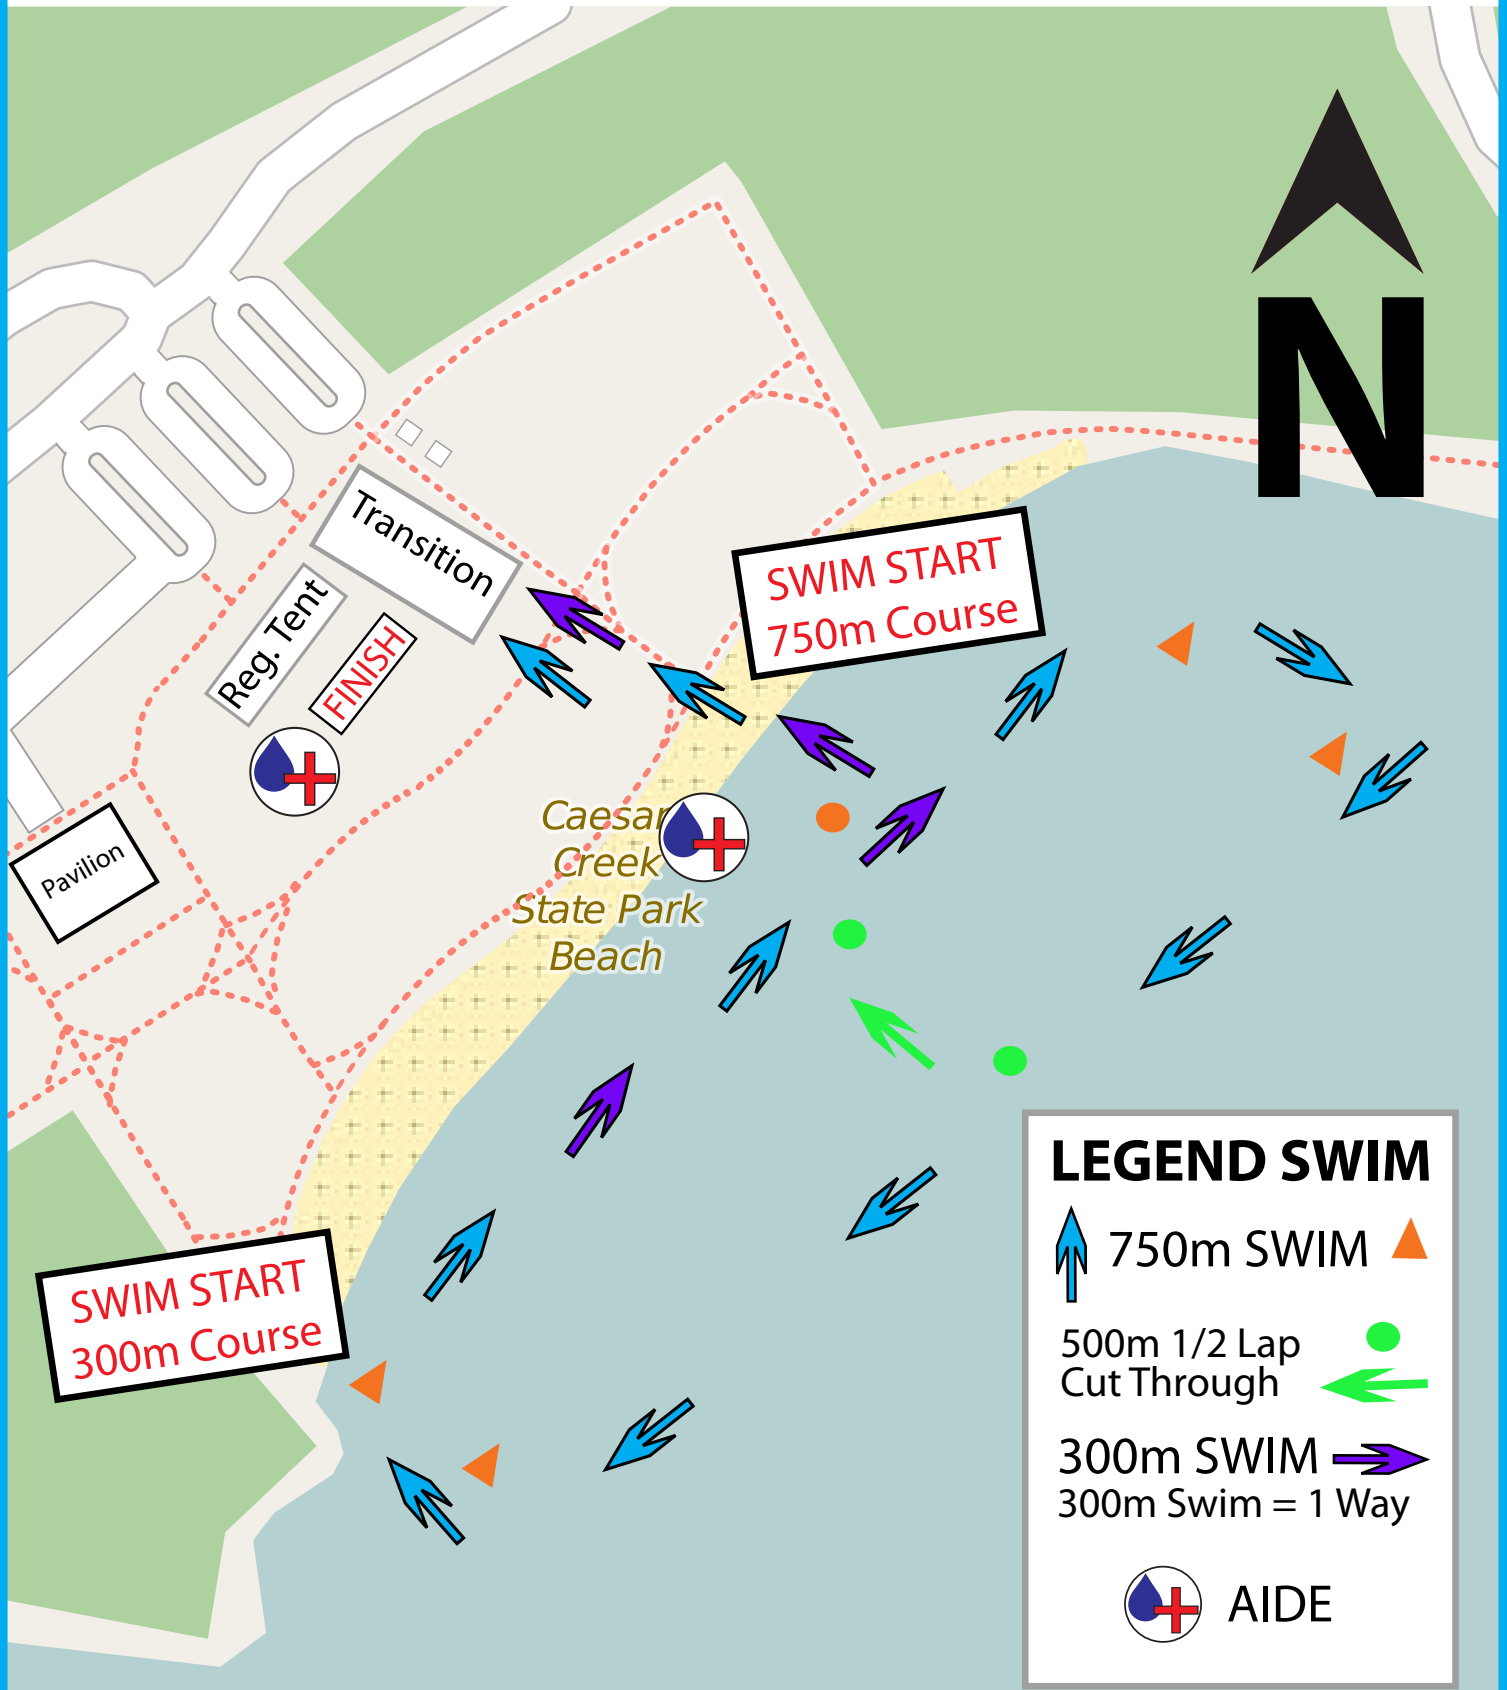 N
Transition
Reg. Tent
FINISH
SWIM START
750m Course
Pavilion
Caesar
Creek
State Park
Beach
SWIM START
300m Course
LEGEND SWIM
750m SWIM
500m 1/2 Lap
Cut Through
300m SWIM
300m Swim = 1 Way
AIDE